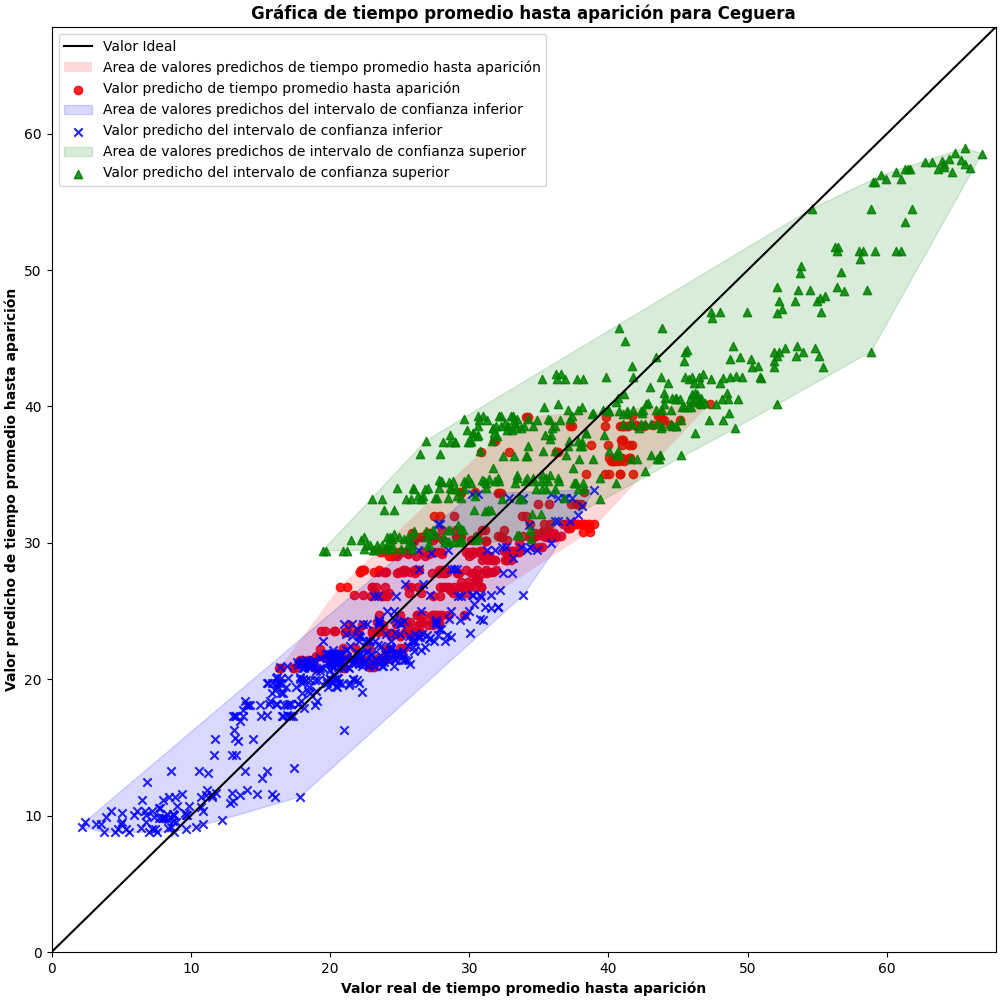 Gráfica de tiempo promedio hasta aparición para Ceguera
Valor Ideal
Area de valores predichos de tiempo promedio hasta aparición
Valor predicho de tiempo promedio hasta aparición
Area de valores predichos del intervalo de confianza inferior
Valor predicho del intervalo de confianza inferior
Area de valores predichos de intervalo de confianza superior
Valor predicho del intervalo de confianza superior
Valor predicho de tiempo promedio hasta aparición
60
50
40
30
20
10
0
0 10 20 30 40 50 60
Valor real de tiempo promedio hasta aparición